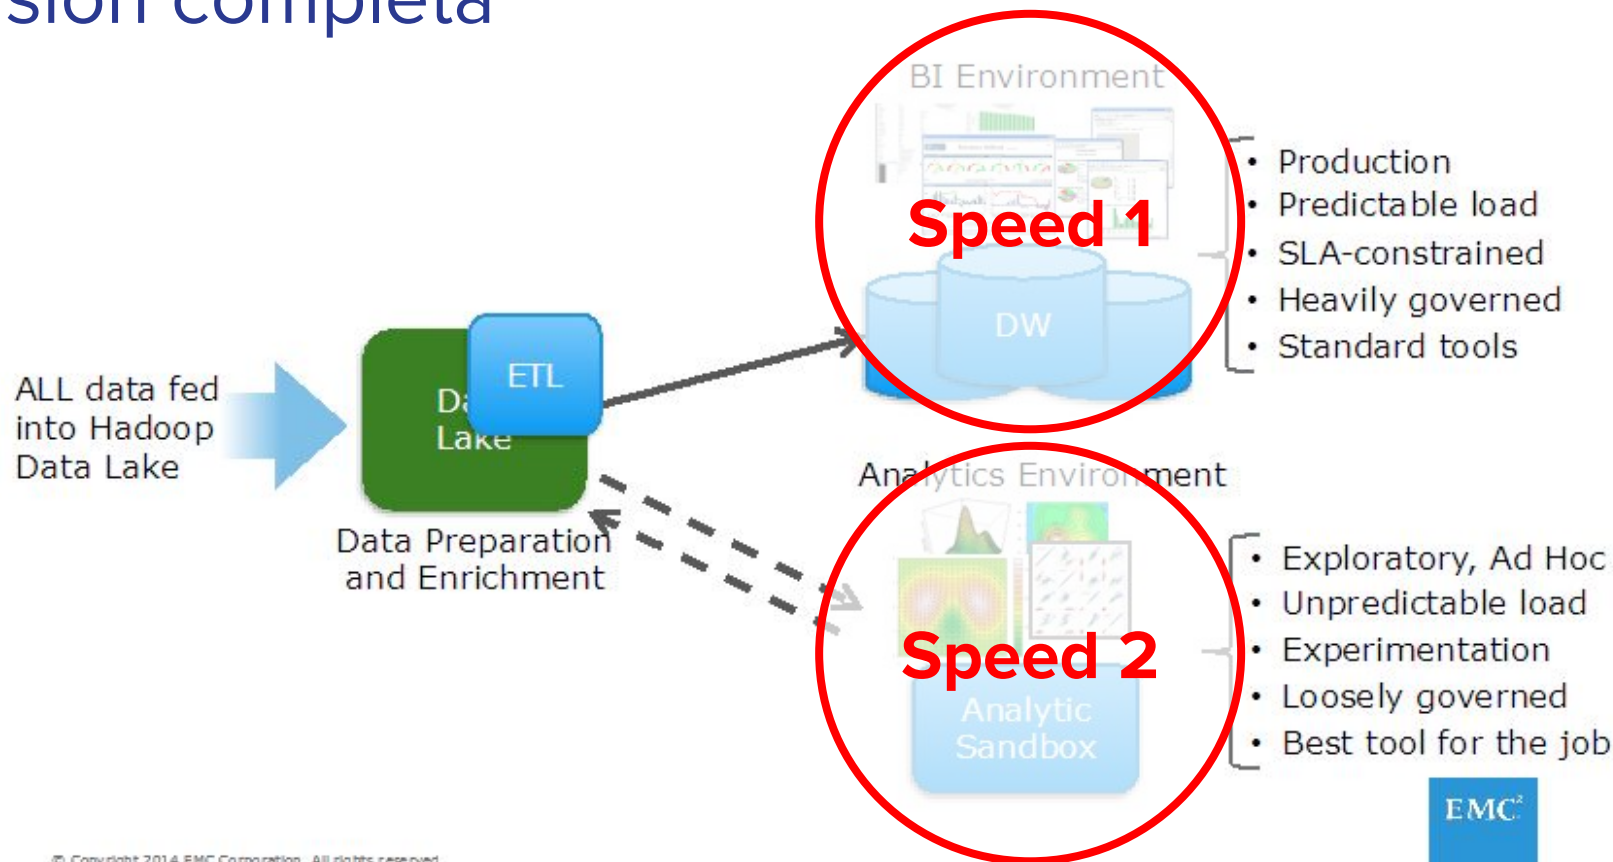 sión completa
BI Environment
Speed 1
DW
• Production
• Predictable load
• SLA-constrained
• Heavily governed
• Standard tools
ALL data fed
into Hadoop
Data Lake
ETL
Da
Lake
Data Preparation
and Enrichment
Analytics Environment
Speed 2
Analytic
Sandbox
• Exploratory, Ad Hoc
• Unpredictable load
• Experimentation
• Loosely governed
• Best tool for the job
EMC²
© Copyright 2014 EMC Corporation. All rights reserved.